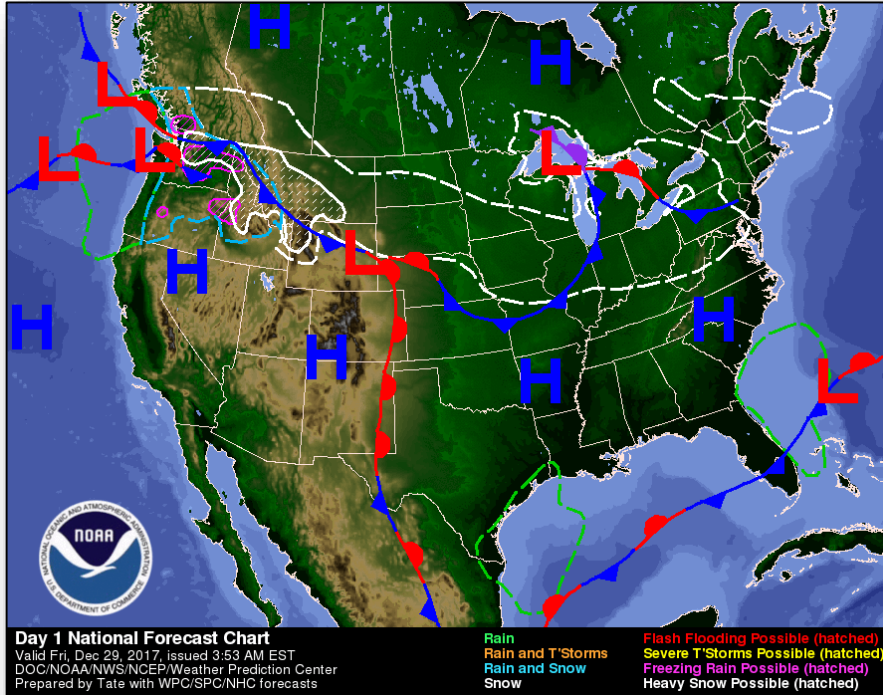 H
H
L
L
L
L
H
H
L
H
H
H
H
L
NATIONAL OCEANIC AND ATMOSPHERIC ADMINISTRATION
NOAA
U.S. DEPARTMENT OF COMMERCE
Day 1 National Forecast Chart
Valid Fri, Dec 29, 2017, issued 3:53 AM EST
DOC/NOAA/NWS/NCEP/Weather Prediction Center
Prepared by Tate with WPC/SPC/NHC forecasts
Rain
Rain and T'Storms
Rain and Snow
Snow
Flash Flooding Possible (hatched)
Severe T'Storms Possible (hatched)
Freezing Rain Possible (hatched)
Heavy Snow Possible (hatched)